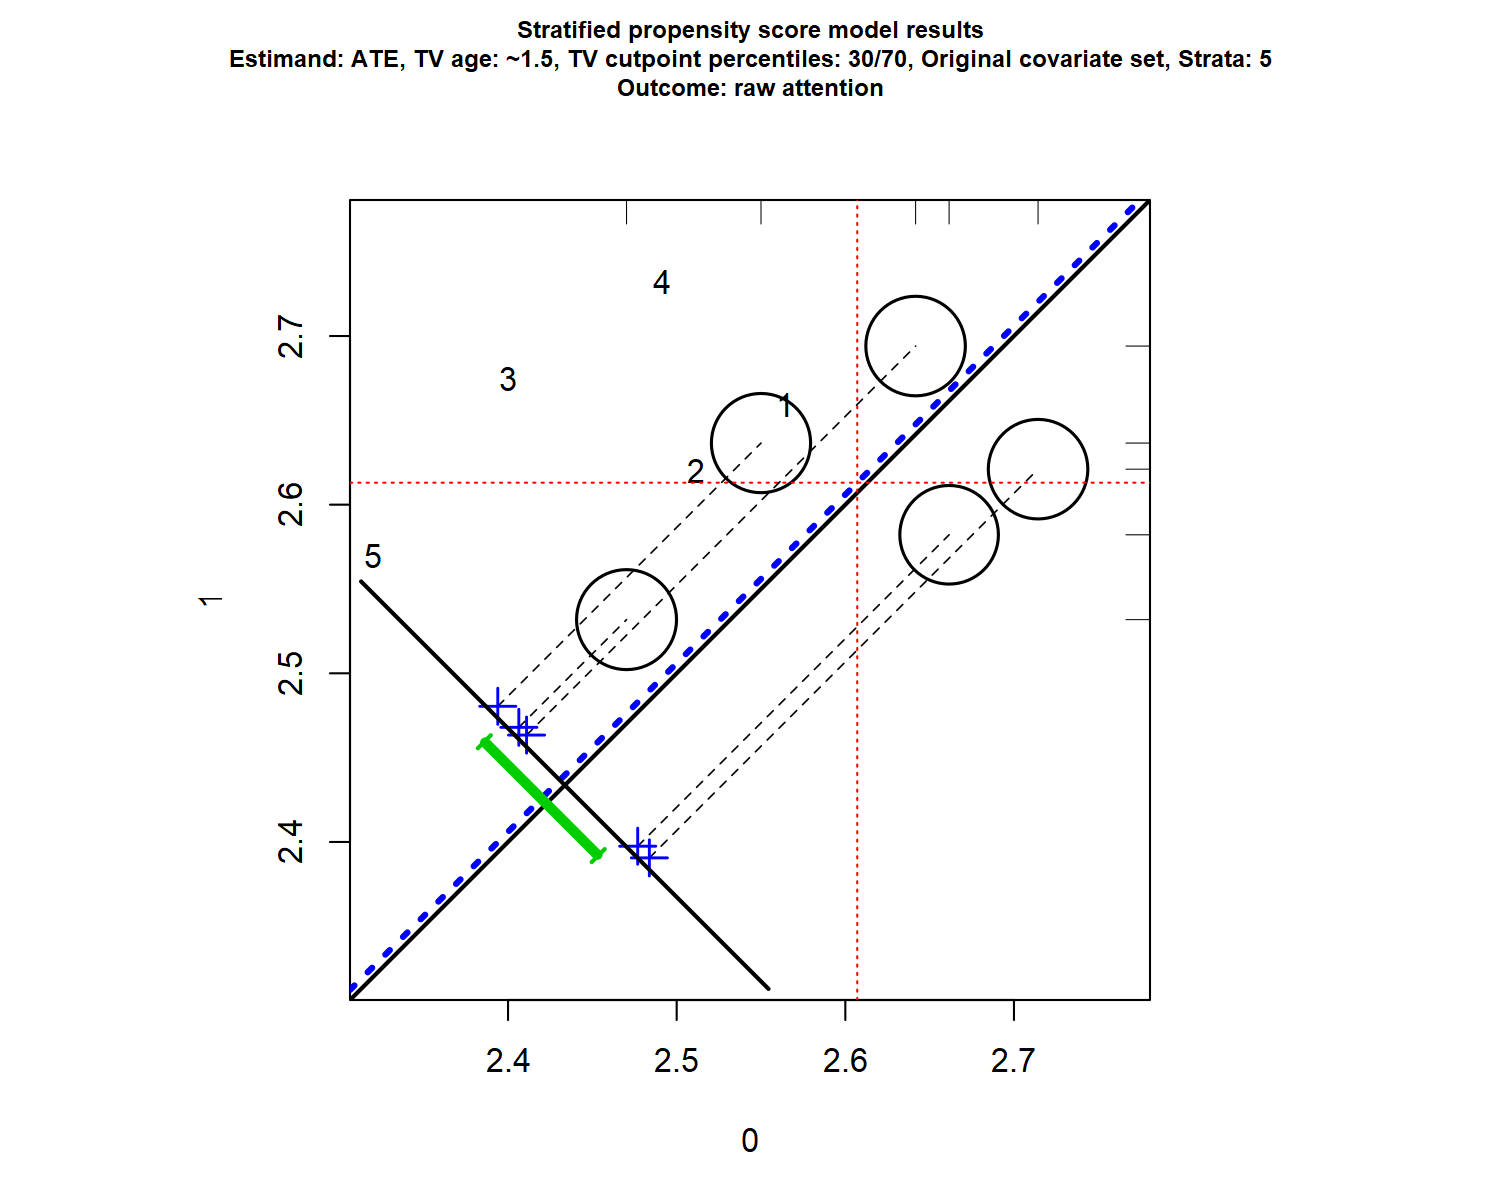 Stratified propensity score model results
Estimand: ATE, TV age: ~1.5, TV cutpoint percentiles: 30/70, Original covariate set, Strata: 5
Outcome: raw attention
4
3
1
2
5
2.7
2.6
2.5
2.4
1
2.4 2.5 2.6 2.7
0